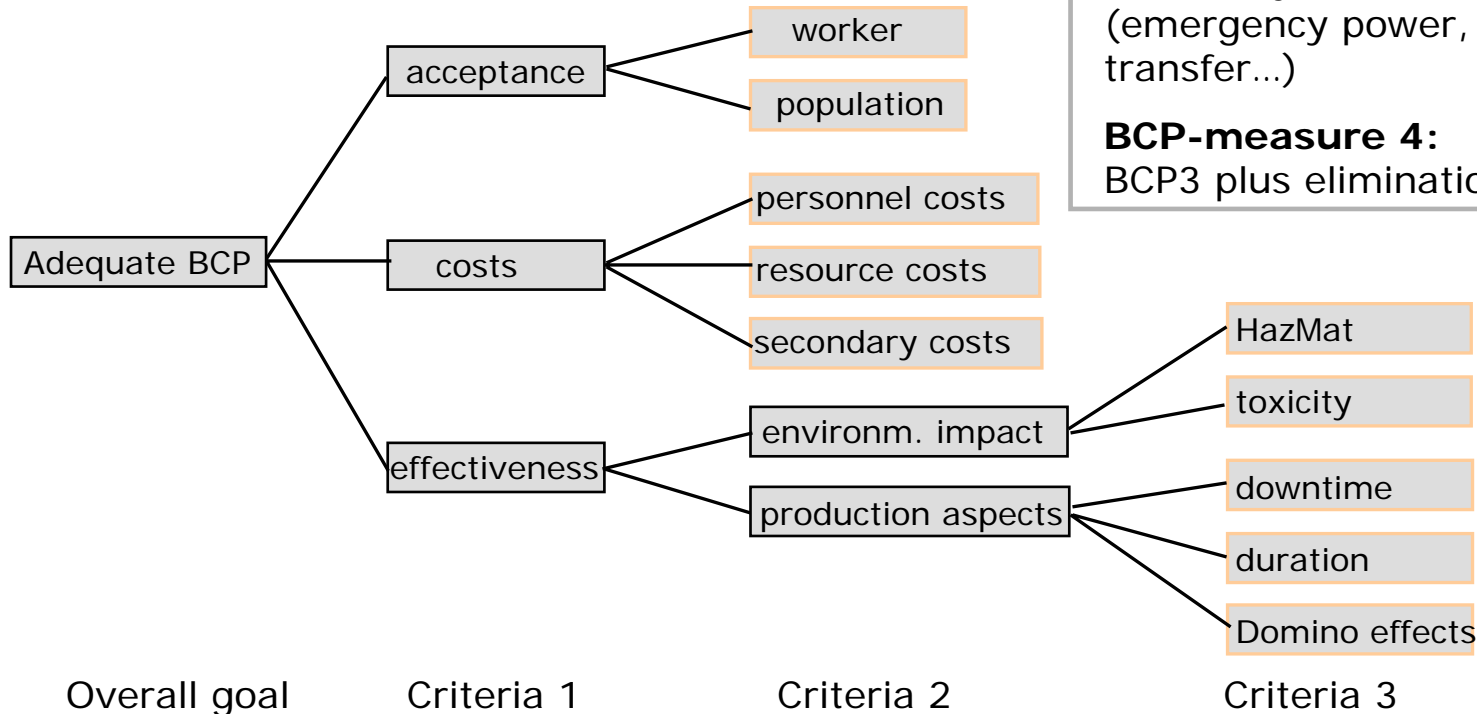 (emergency power,
transfer...)
BCP-measure 4:
BCP3 plus
worker
acceptance
population
personnel costs
Adequate BCP
costs
resource costs
secondary costs
HazMat
toxicity
environm. impact
effectiveness
downtime
production aspects
duration
Domino effects
Overall goal
Criteria 1
Criteria 2
Criteria 3